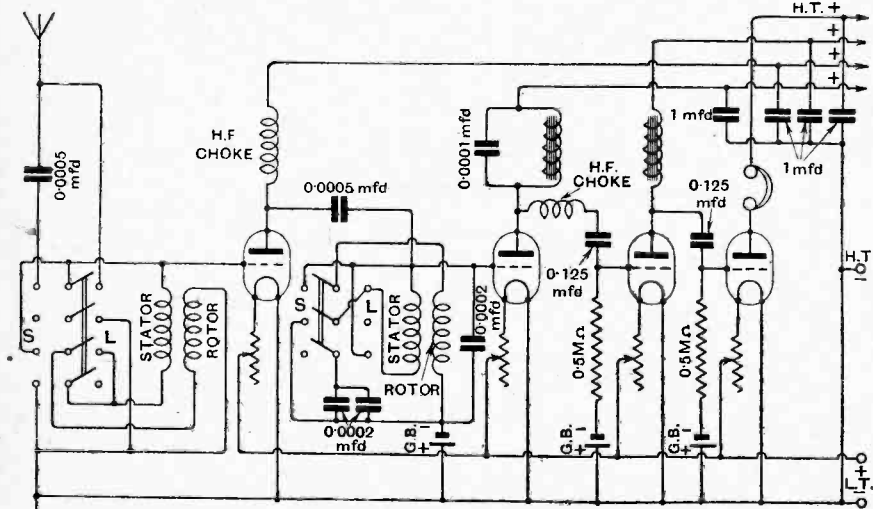 H.T. +
+
+
+
H.F.
CHOKE
0.0005
mfd
0.0005 mfd
0.0001 mfd
H.F.
CHOKE
1 mfd
1 mfd
0.125
mfd
0.125
mfd
H.T.
-
S
L
STATOR
ROTOR
S
L
STATOR
ROTOR
0.0002
mfd
0.0002
mfd
0.5MΩ
0.5MΩ
G.B. -
+
G.B. -
+
G.B. -
+
+
L.T.
-